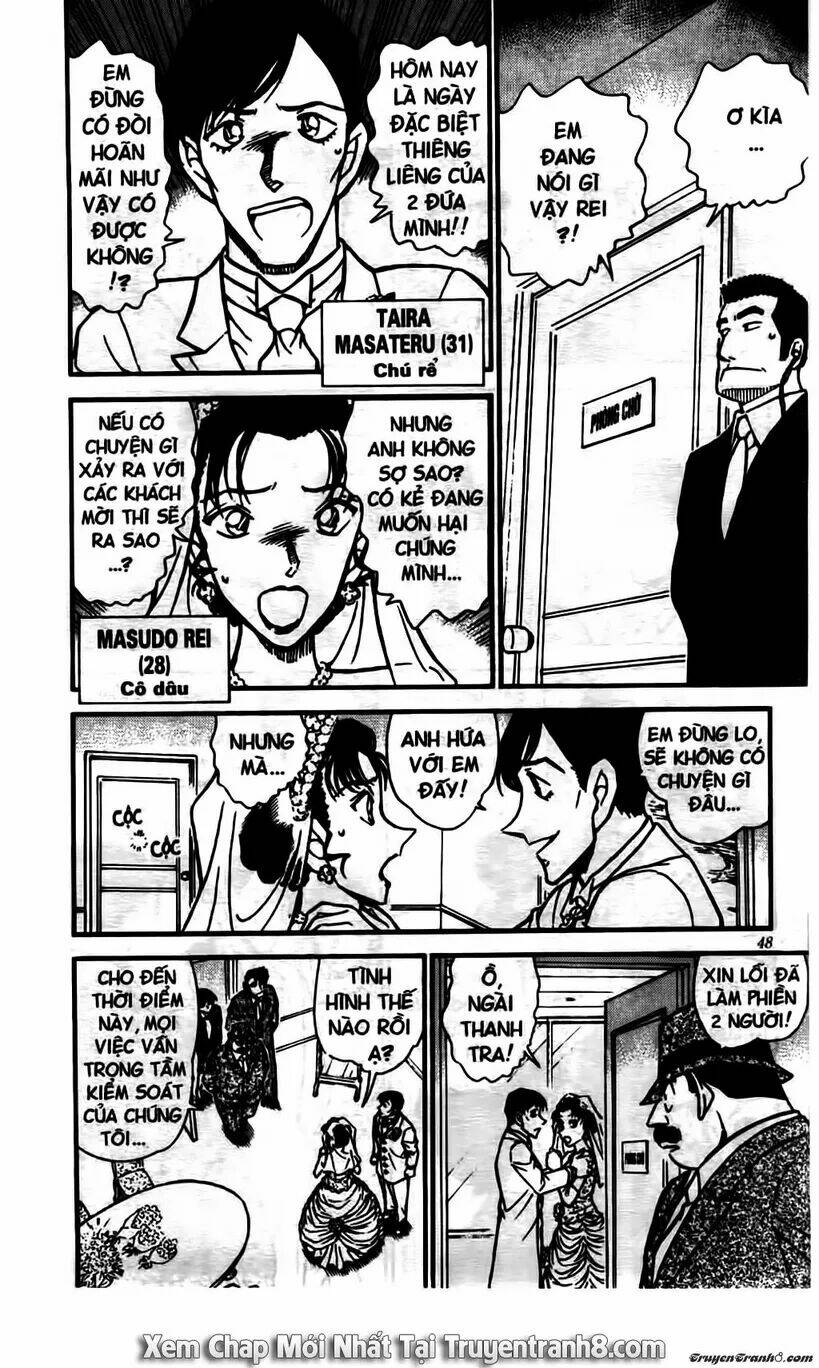 Ơ KÌA
...
EM
ĐANG
NÓI GÌ
VẬY REI
?!
PHÒNG CHỜ
HÔM NAY
LÀ NGÀY
ĐẶC BIỆT
THIÊNG
LIÊNG CỦA
2 ĐỨA
MÌNH!!
EM
ĐỪNG
CÓ ĐÒI
HOÃN
MÃI NHƯ
VẬY CÓ
ĐƯỢC
KHÔNG
!?
TAIRA
MASATERU (31)
Chú rể
NHƯNG
ANH KHÔNG
SỢ SAO?
CÓ KẺ ĐANG
MUỐN HẠI
CHÚNG
MÌNH...
NẾU CÓ
CHUYỆN GÌ
XẢY RA VỚI
CÁC KHÁCH
MỜI THÌ SẼ
RA SAO
...?
MASUDO REI
(28)
Cô dâu
EM ĐỪNG LO,
SẼ KHÔNG CÓ
CHUYỆN GÌ
ĐÂU...
ANH HỨA
VỚI EM
ĐẤY!
NHƯNG
MÀ...
CỘC
CỘC
48
XIN LỖI ĐÃ
LÀM PHIỀN
2 NGƯỜI!
Ồ,
NGÀI
THANH
TRA!
TÌNH
HÌNH THẾ
NÀO RỒI
Ạ?
CHO ĐẾN
THỜI ĐIỂM
NÀY, MỌI
VIỆC VẪN
TRONG TẦM
KIỂM SOÁT
CỦA CHÚNG
TÔI...
Xem Chap Mới Nhất Tại Truyentranh8.com
TruyenTranh8.com